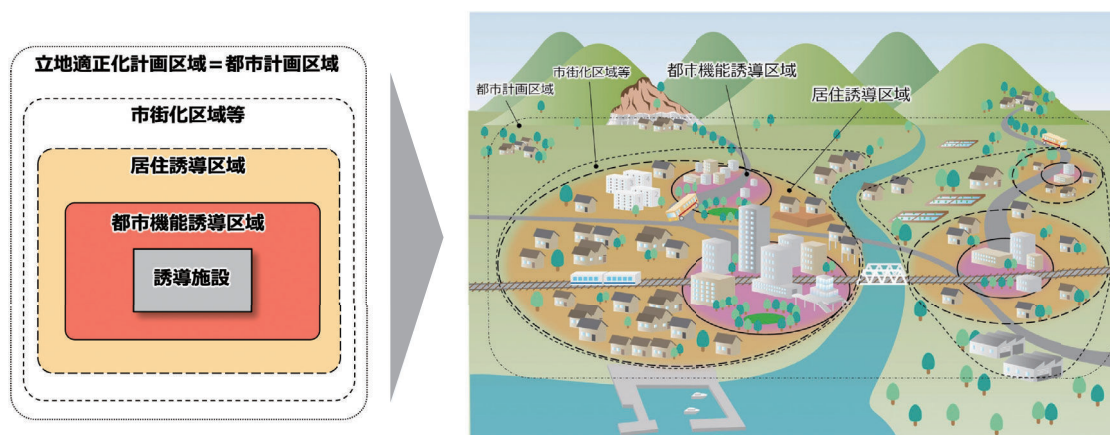 立地適正化計画区域＝都市計画区域
市街化区域等
居住誘導区域
都市機能誘導区域
誘導施設
都市計画区域
市街化区域等
都市機能誘導区域
居住誘導区域